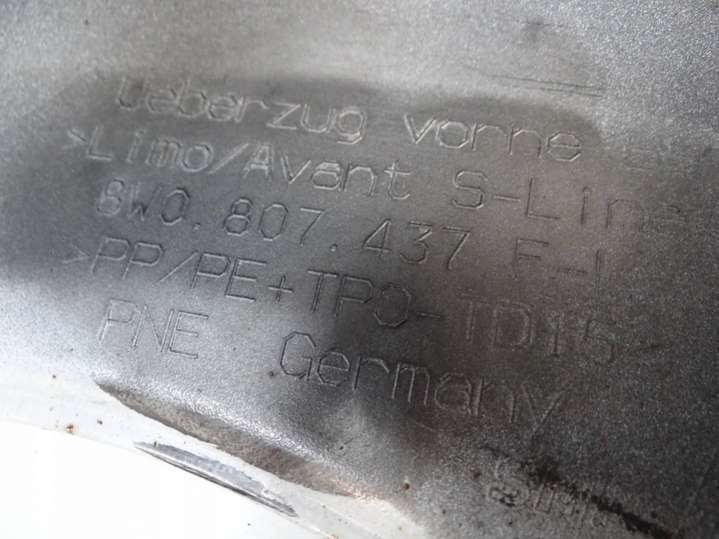 Ueberzug vorne
>Limo/Avant S-Line
8W0.807.437 F-
>PP/PE+TPO-TD15<
PNE Germany